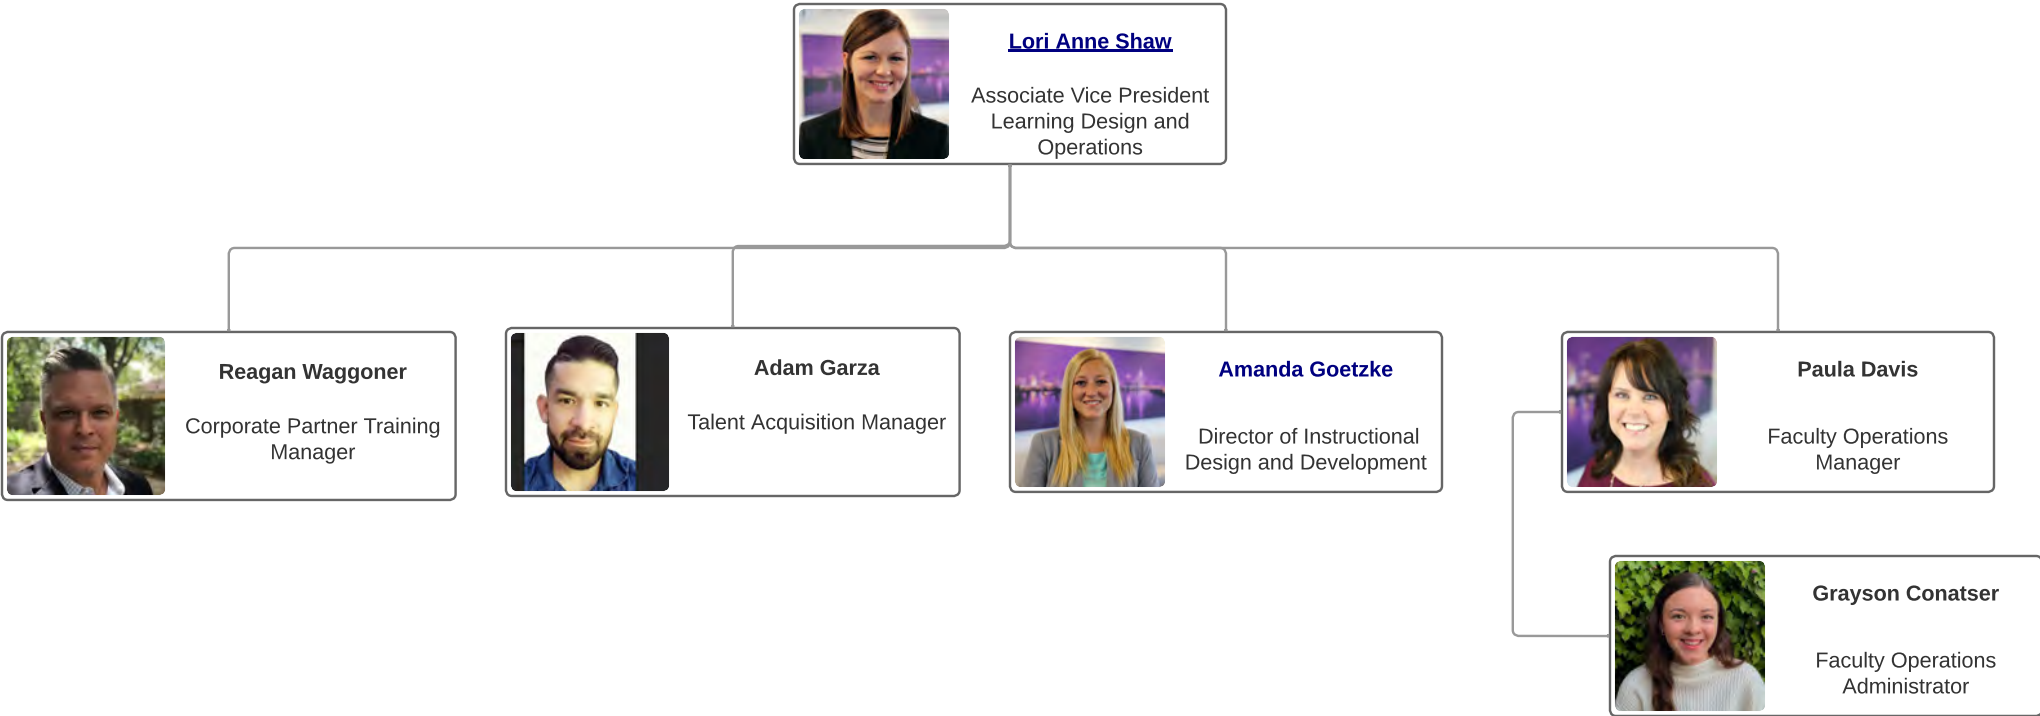 Lori Anne Shaw
Associate Vice President
Learning Design and
Operations
Reagan Waggoner
Corporate Partner Training
Manager
Adam Garza
Talent Acquisition Manager
Amanda Goetzke
Director of Instructional
Design and Development
Paula Davis
Faculty Operations
Manager
Grayson Conatser
Faculty Operations
Administrator